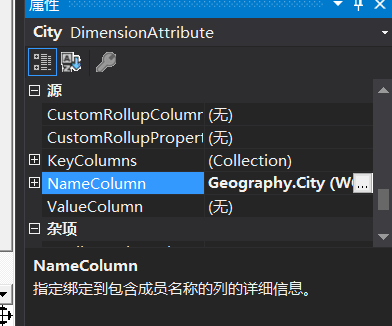 属性
City DimensionAttribute
源
CustomRollupColumn (无)
CustomRollupPropert (无)
KeyColumns (Collection)
NameColumn Geography.City (W ...
ValueColumn (无)
杂项
NameColumn
指定绑定到包含成员名称的列的详细信息。